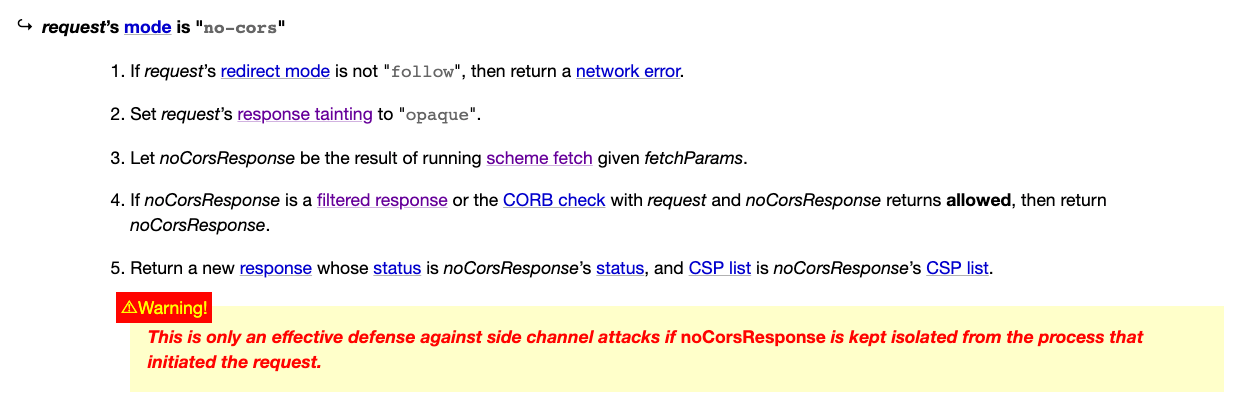 ↪ request’s mode is "no-cors"
1. If request’s redirect mode is not "follow", then return a network error.
2. Set request’s response tainting to "opaque".
3. Let noCorsResponse be the result of running scheme fetch given fetchParams.
4. If noCorsResponse is a filtered response or the CORB check with request and noCorsResponse returns allowed, then return
noCorsResponse.
5. Return a new response whose status is noCorsResponse’s status, and CSP list is noCorsResponse’s CSP list.
⚠Warning!
This is only an effective defense against side channel attacks if noCorsResponse is kept isolated from the process that
initiated the request.